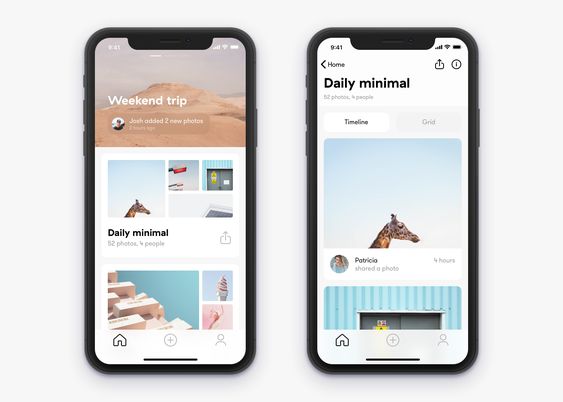 9:41
Weekend trip
Josh added 2 new photos
2 hours ago
Daily minimal
52 photos, 4 people
9:41
Home
Daily minimal
52 photos, 4 people
Timeline
Grid
Patricia
shared a photo
4 hours